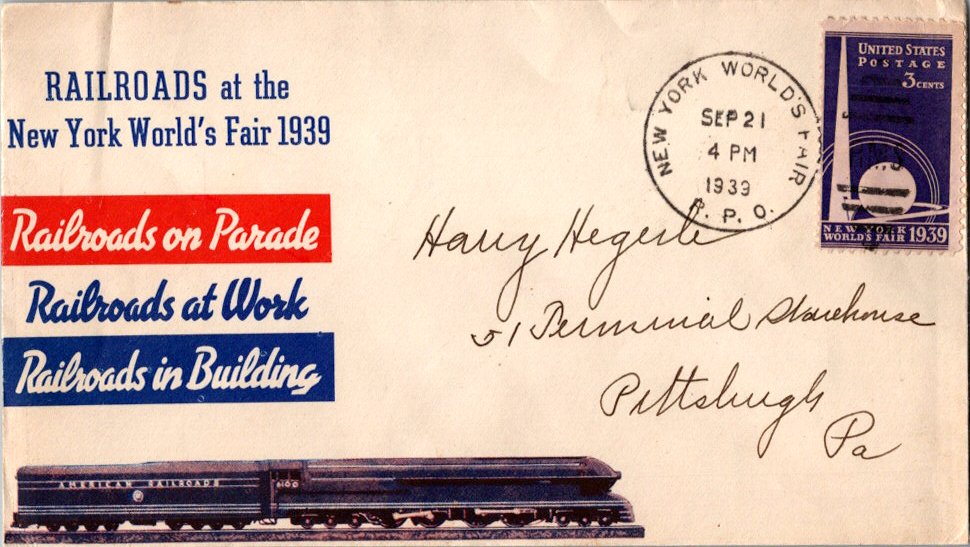 RAILROADS at the
New York World's Fair 1939
Railroads on Parade
Railroads at Work
Railroads in Building
AMERICAN RAILROADS
6100
NEW YORK WORLD'S FAIR
SEP 21
4 PM
1939
R. P. O.
UNITED STATES
POSTAGE
3 CENTS
NEW YORK
WORLD'S FAIR 1939
Harry Hegerle
51 Terminal Warehouse
Pittsburgh
Pa